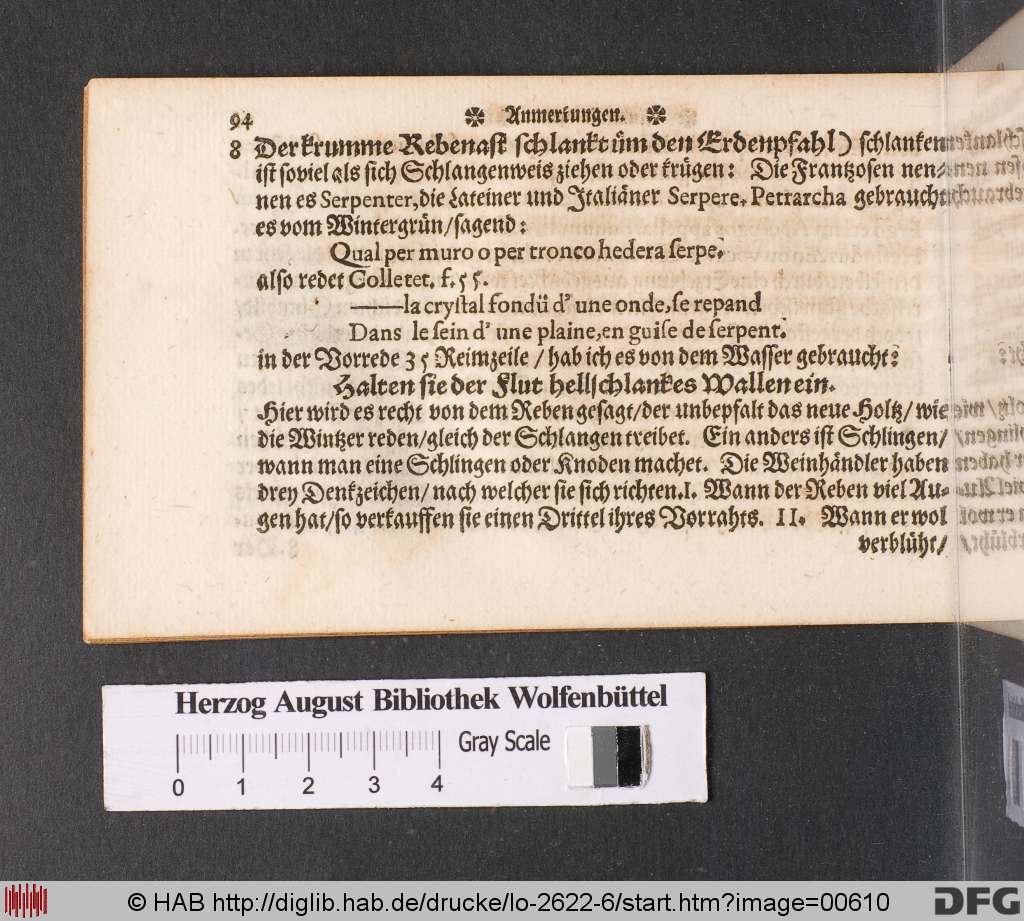 94
✼ Anmerkungen. ✼
8 Der krumme Rebenast schlankt üm den Erdenpfahl) schlanken
ist soviel als sich Schlangenweis ziehen oder krügen: Die Frantzosen nen-
nen es Serpenter, die Lateiner und Italiäner Serpere. Petrarcha gebraucht
es vom Wintergrün/ sagend:
Qual per muro o per tronco hedera ſerpe.
also redet Colletet. f. 55.
——la cryſtal fondü d' une onde, ſe repand
Dans le ſein d' une plaine, en guiſe de ſerpent.
in der Vorrede 35 Reimzeile / hab ich es von dem Wasser gebraucht:
Halten sie der Flut hellschlankes Wallen ein.
Hier wird es recht von dem Reben gesagt/ der unbepfalt das neue Holtz/ wie
die Wintzer reden/ gleich der Schlangen treibet. Ein anders ist Schlingen/
wann man eine Schlingen oder Knoden machet. Die Weinhändler haben
drey Denkzeichen/ nach welcher sie sich richten. I. Wann der Reben viel Au-
gen hat/ so verkauffen sie einen Drittel ihres Vorrahts. II. Wann er wol
verblüht/
Herzog August Bibliothek Wolfenbüttel
Gray Scale
0 1 2 3 4
© HAB http://diglib.hab.de/drucke/lo-2622-6/start.htm?image=00610
DFG